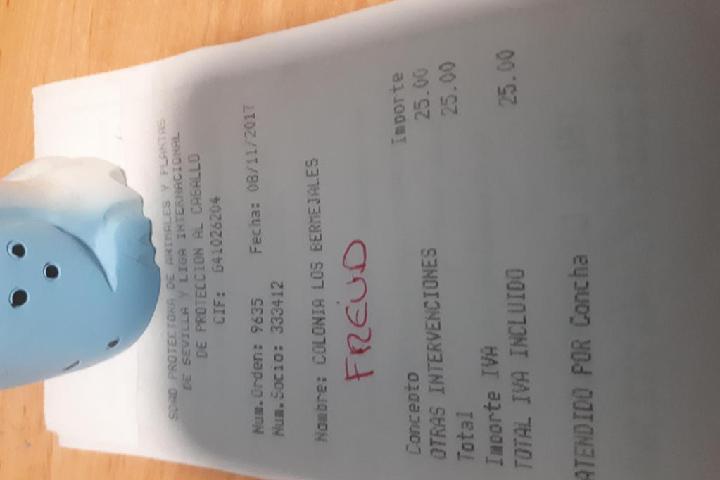 SDAD PROTECTORA DE ANIMALES Y PLANTAS
DE SEVILLA Y LIGA INTERNACIONAL
DE PROTECCION AL CABALLO
CIF: G41026204
Num.Orden: 9635 Fecha: 08/11/2017
Num.Socio: 333412
Nombre: COLONIA LOS BERMEJALES
FREUD
Concepto Importe
OTRAS INTERVENCIONES 25.00
Total 25.00
Importe IVA
TOTAL IVA INCLUIDO 25.00
ATENDIDO POR Concha